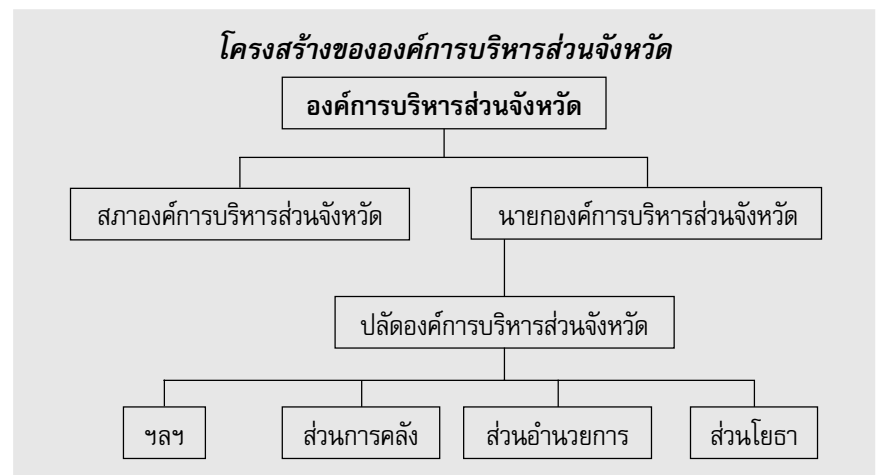 โครงสร้างขององค์การบริหารส่วนจังหวัด
องค์การบริหารส่วนจังหวัด
สภาองค์การบริหารส่วนจังหวัด
นายกองค์การบริหารส่วนจังหวัด
ปลัดองค์การบริหารส่วนจังหวัด
ฯลฯ
ส่วนการคลัง
ส่วนอำนวยการ
ส่วนโยธา